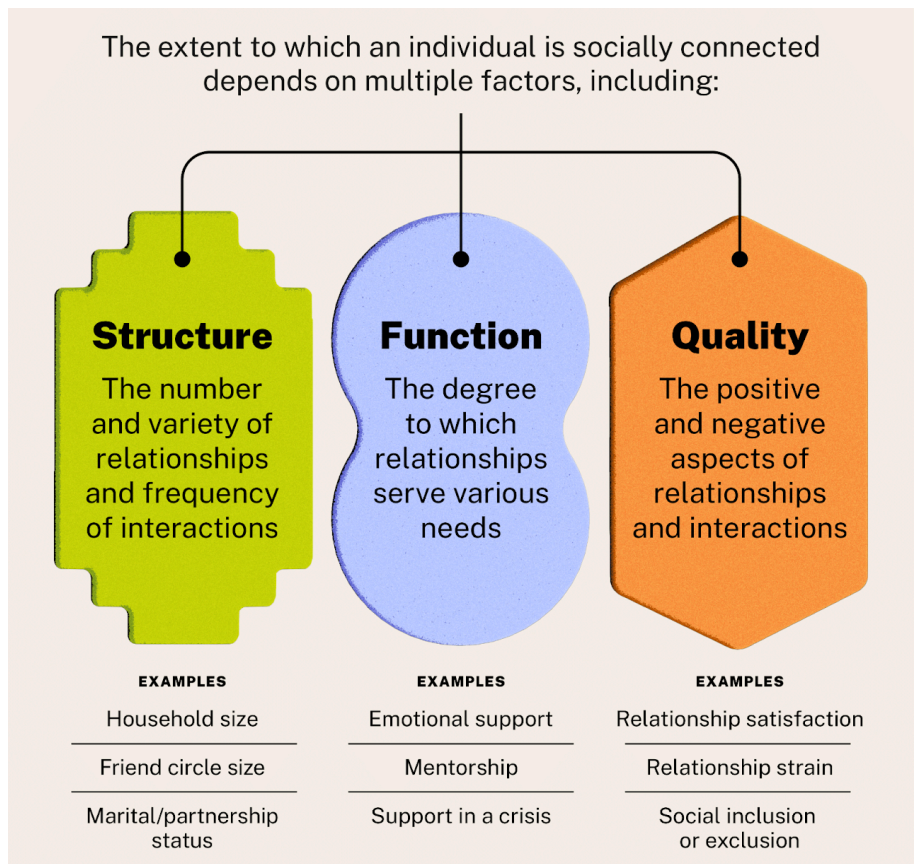 The extent to which an individual is socially connected
depends on multiple factors, including:
Structure
The number
and variety of
relationships
and frequency
of interactions
EXAMPLES
Household size
Friend circle size
Marital/partnership
status
Function
The degree
to which
relationships
serve various
needs
EXAMPLES
Emotional support
Mentorship
Support in a crisis
Quality
The positive
and negative
aspects of
relationships
and interactions
EXAMPLES
Relationship satisfaction
Relationship strain
Social inclusion
or exclusion